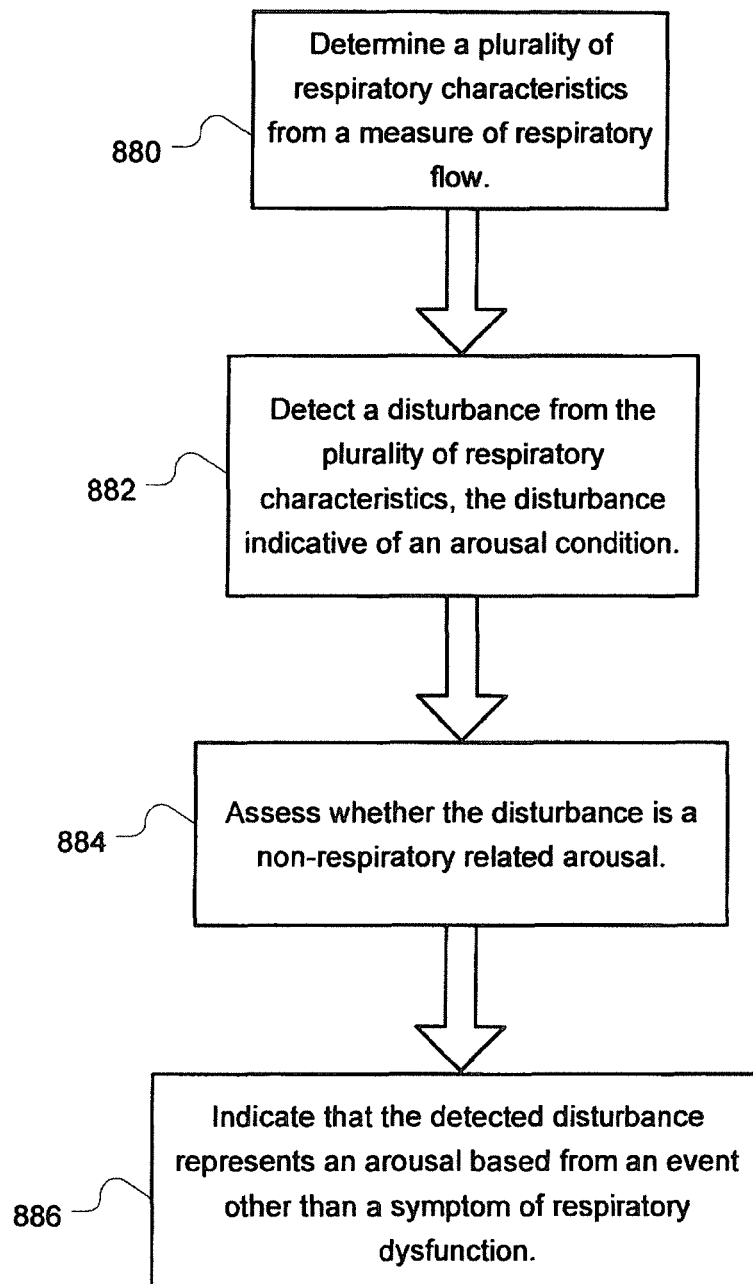 Determine a plurality of
respiratory characteristics
from a measure of respiratory
flow.
880
Detect a disturbance from the
plurality of respiratory
characteristics, the disturbance
indicative of an arousal condition.
882
Assess whether the disturbance is a
non-respiratory related arousal.
884
Indicate that the detected disturbance
represents an arousal based from an event
other than a symptom of respiratory
dysfunction.
886